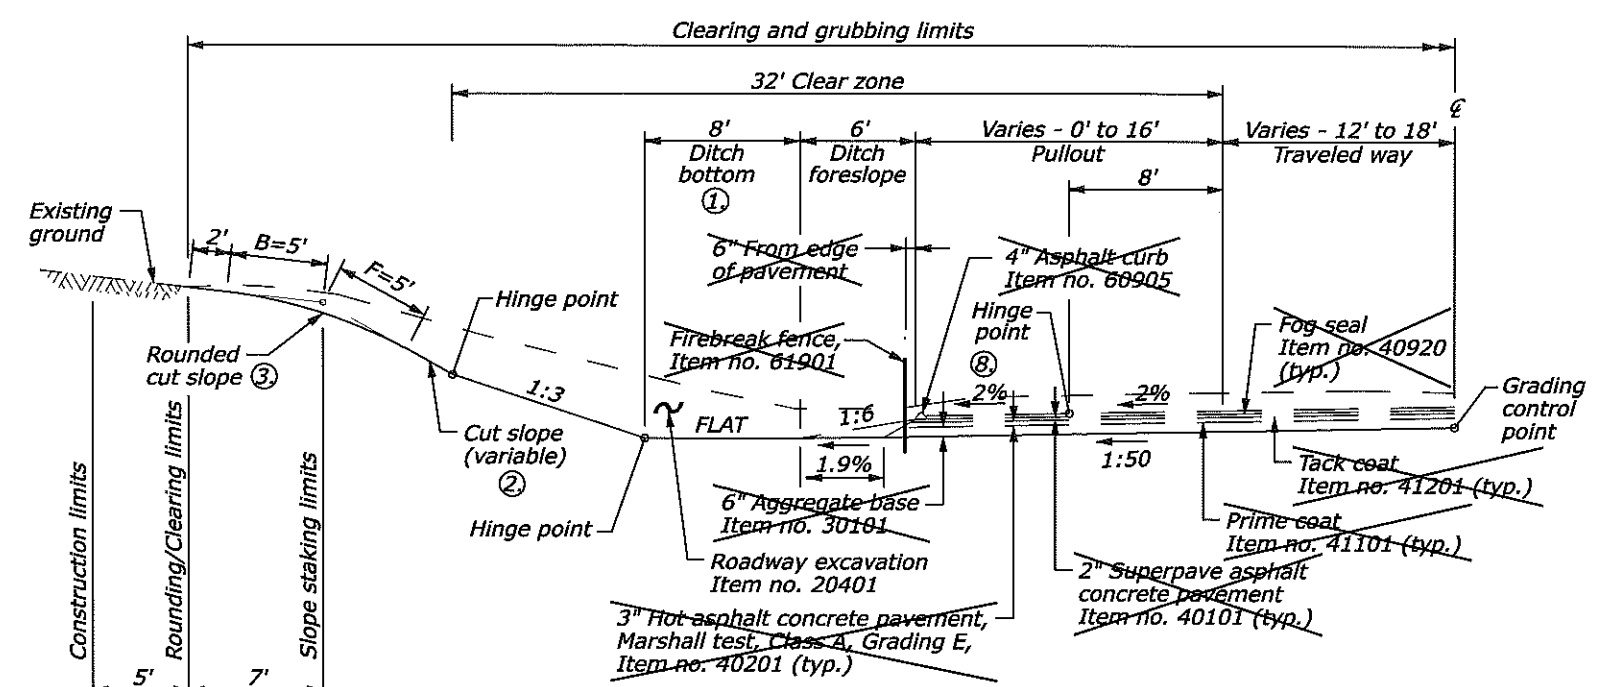 Clearing and grubbing limits
32' Clear zone
℄
8'
Ditch
bottom
①.
6'
Ditch
foreslope
Varies - 0' to 16'
Pullout
Varies - 12' to 18'
Traveled way
8'
Existing
ground
2'
B=5'
F=5'
6" From edge
of pavement
4" Asphalt curb
Item no. 60905
Hinge point
Hinge
point
⑧.
Firebreak fence,
Item no. 61901
Fog seal
Item no. 40920
(typ.)
Rounded
cut slope ③.
1:3
2%
2%
Grading
control
point
1:6
FLAT
Cut slope
(variable)
②.
1.9%
1:50
Tack coat
Item no. 41201 (typ.)
6" Aggregate base
Item no. 30101
Prime coat
Item no. 41101 (typ.)
Hinge point
Roadway excavation
Item no. 20401
2" Superpave asphalt
concrete pavement
Item no. 40101 (typ.)
3" Hot asphalt concrete pavement,
Marshall test, Class A, Grading E,
Item no. 40201 (typ.)
Construction limits
Rounding/Clearing limits
Slope staking limits
5'
7'